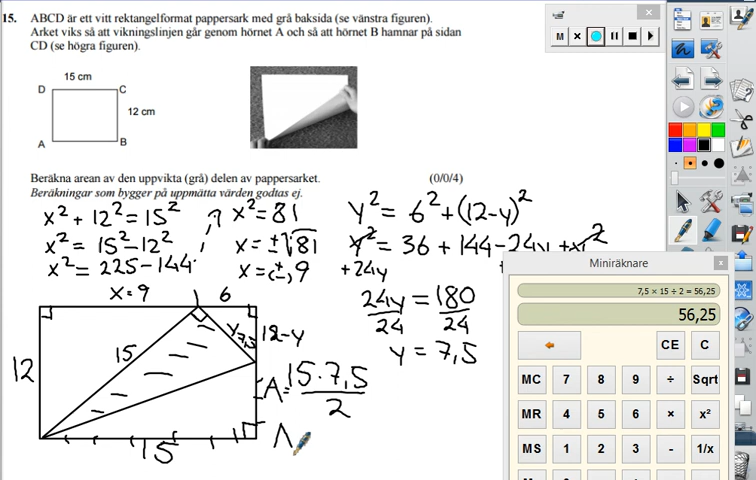 15. ABCD är ett vitt rektangelformat pappersark med grå baksida (se vänstra figuren).
Arket viks så att vikningslinjen går genom hörnet A och så att hörnet B hamnar på sidan
CD (se högra figuren).
15 cm
D
C
12 cm
A
B
Beräkna arean av den uppvikta (grå) delen av pappersarket. (0/0/4)
Beräkningar som bygger på uppmätta värden godtas ej.
x² + 12² = 15²
x² = 15² - 12²
x² = 225 - 144
x² = 81
x = ±√81
x = (±) 9
y² = 6² + (12-y)²
y² = 36 + 144 - 24y + y²
+24y
24y = 180
24 24
y = 7,5
x = 9
6
12
15
y 7,5
12-y
15
A = 15 · 7,5
2
A
M
Miniräknare
x
7,5 × 15 ÷ 2 = 56,25
56,25
CE C
MC 7 8 9 ÷ Sqrt
MR 4 5 6 × x²
MS 1 2 3 - 1/x